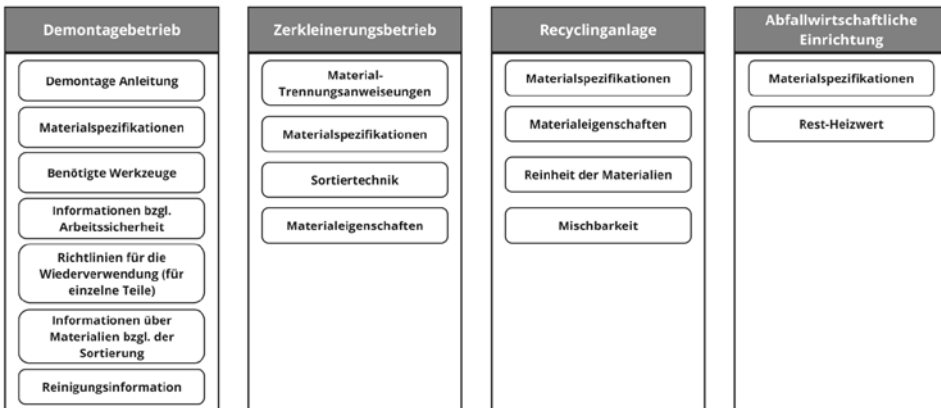 Demontagebetrieb
Demontage Anleitung
Materialspezifikationen
Benötigte Werkzeuge
Informationen bzgl.
Arbeitssicherheit
Richtlinien für die
Wiederverwendung (für
einzelne Teile)
Informationen über
Materialien bzgl. der
Sortierung
Reinigungsinformation
Zerkleinerungsbetrieb
Material-
Trennungsanweiseungen
Materialspezifikationen
Sortiertechnik
Materialeigenschaften
Recyclinganlage
Materialspezifikationen
Materialeigenschaften
Reinheit der Materialien
Mischbarkeit
Abfallwirtschaftliche
Einrichtung
Materialspezifikationen
Rest-Heizwert